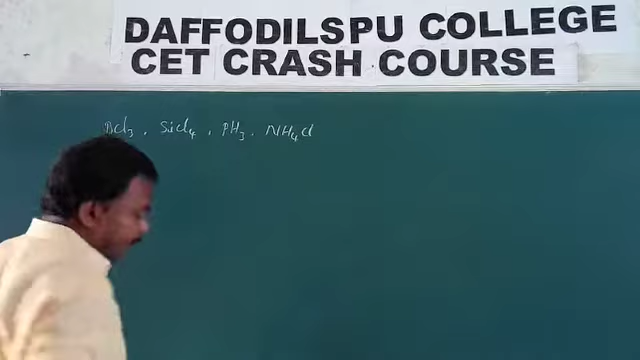 DAFFODILSPU COLLEGE
CET CRASH COURSE
BCl3, SiCl4, PH3, NH4Cl